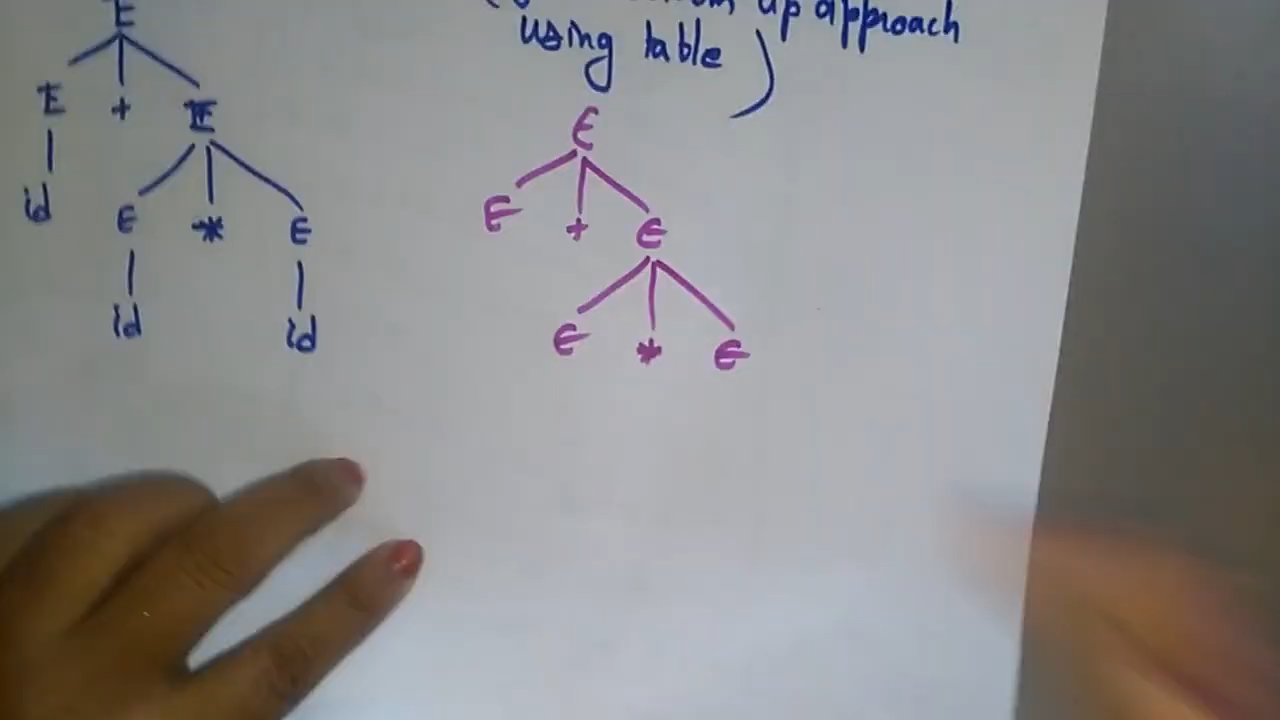 E
E + E
id E * E
id id
up approach
using table
E
E + E
E * E